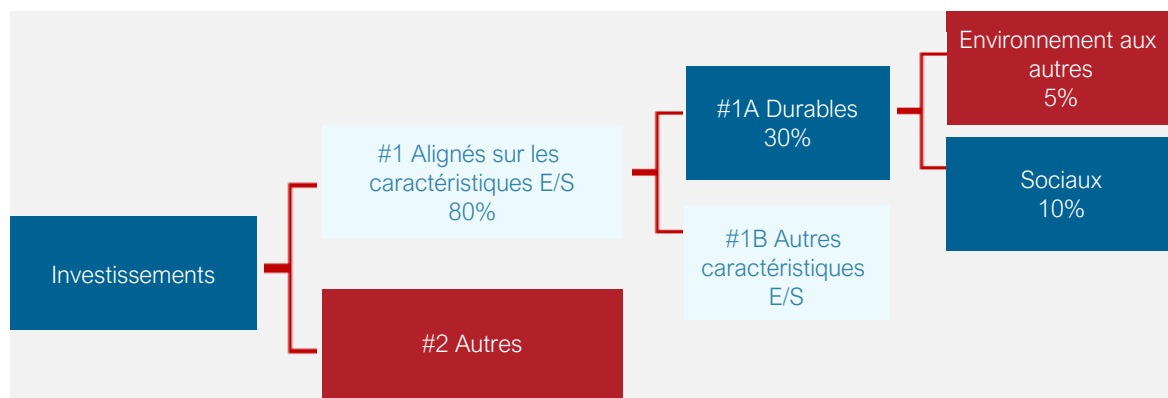 Investissements
#1 Alignés sur les
caractéristiques E/S
80%
#2 Autres
#1A Durables
30%
#1B Autres
caractéristiques
E/S
Environnement aux
autres
5%
Sociaux
10%